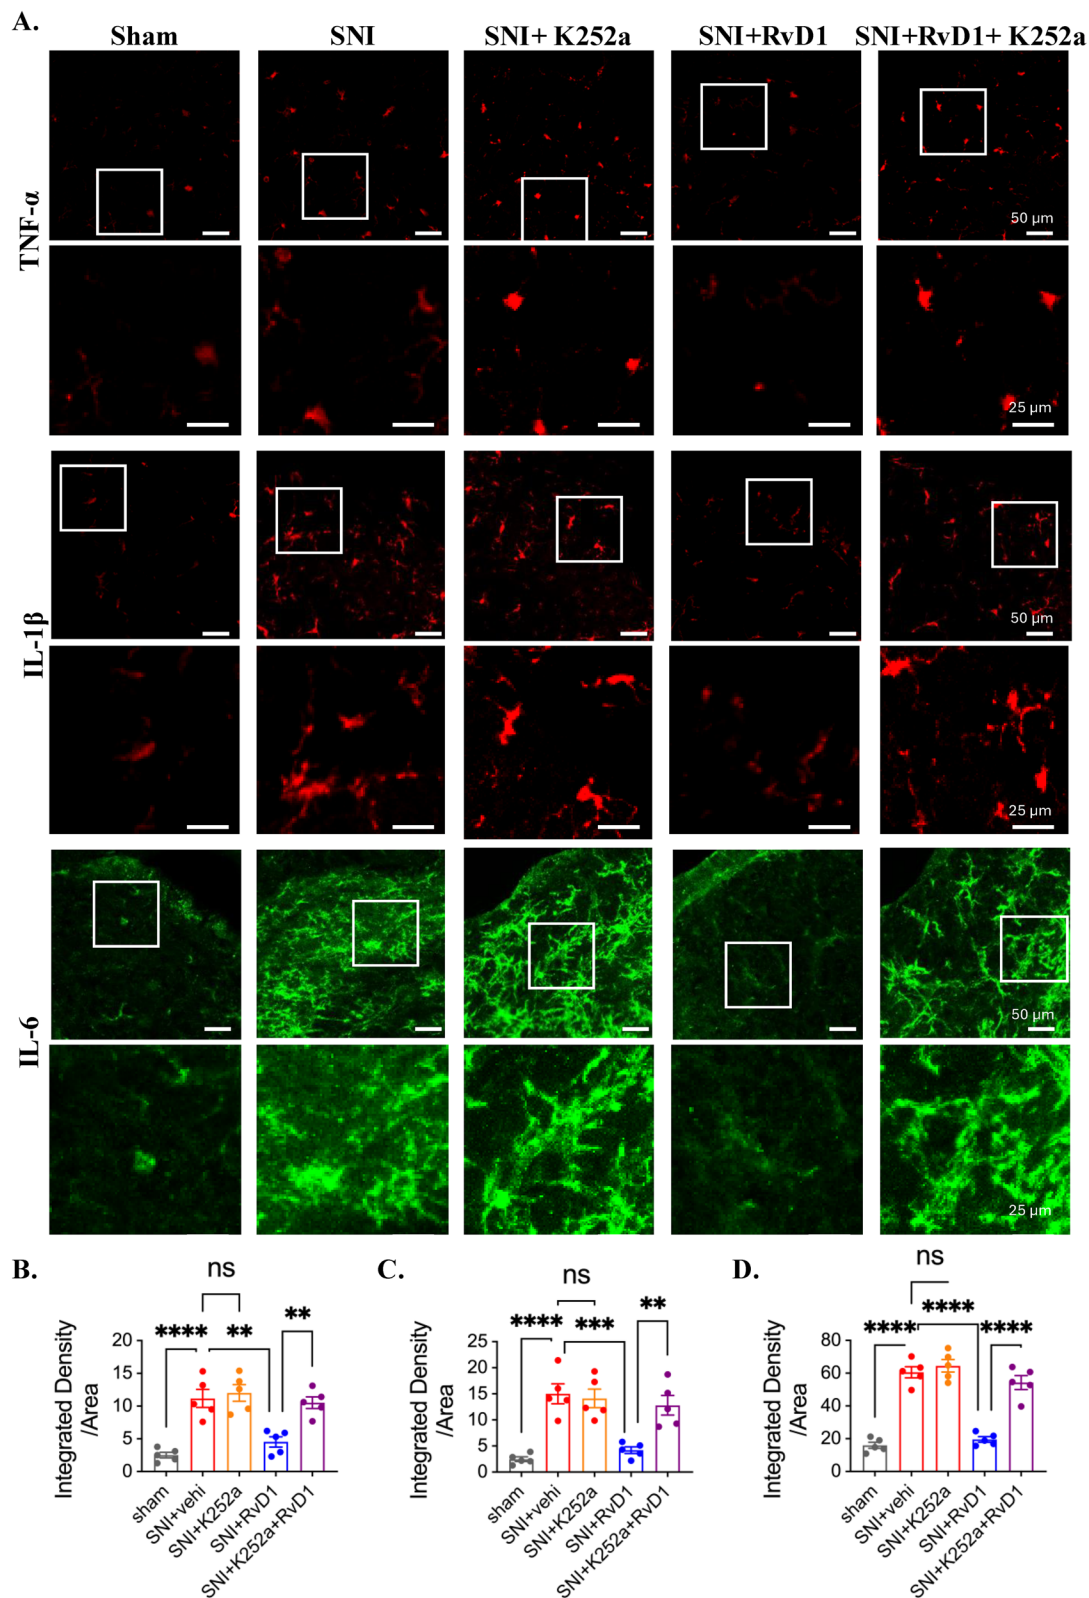 A.
Sham SNI SNI+ K252a SNI+RvD1 SNI+RvD1+ K252a
TNF-α
50 µm
25 µm
IL-1β
50 µm
25 µm
IL-6
50 µm
25 µm
B.
ns
**** ** **
Integrated Density
/Area
20
15
10
5
0
sham
SNI+vehi
SNI+K252a
SNI+RvD1
SNI+K252a+RvD1
C.
ns
**** *** **
Integrated Density
/Area
25
20
15
10
5
0
sham
SNI+vehi
SNI+K252a
SNI+RvD1
SNI+K252a+RvD1
D.
ns
****
**** ****
Integrated Density
/Area
80
60
40
20
0
sham
SNI+vehi
SNI+K252a
SNI+RvD1
SNI+K252a+RvD1